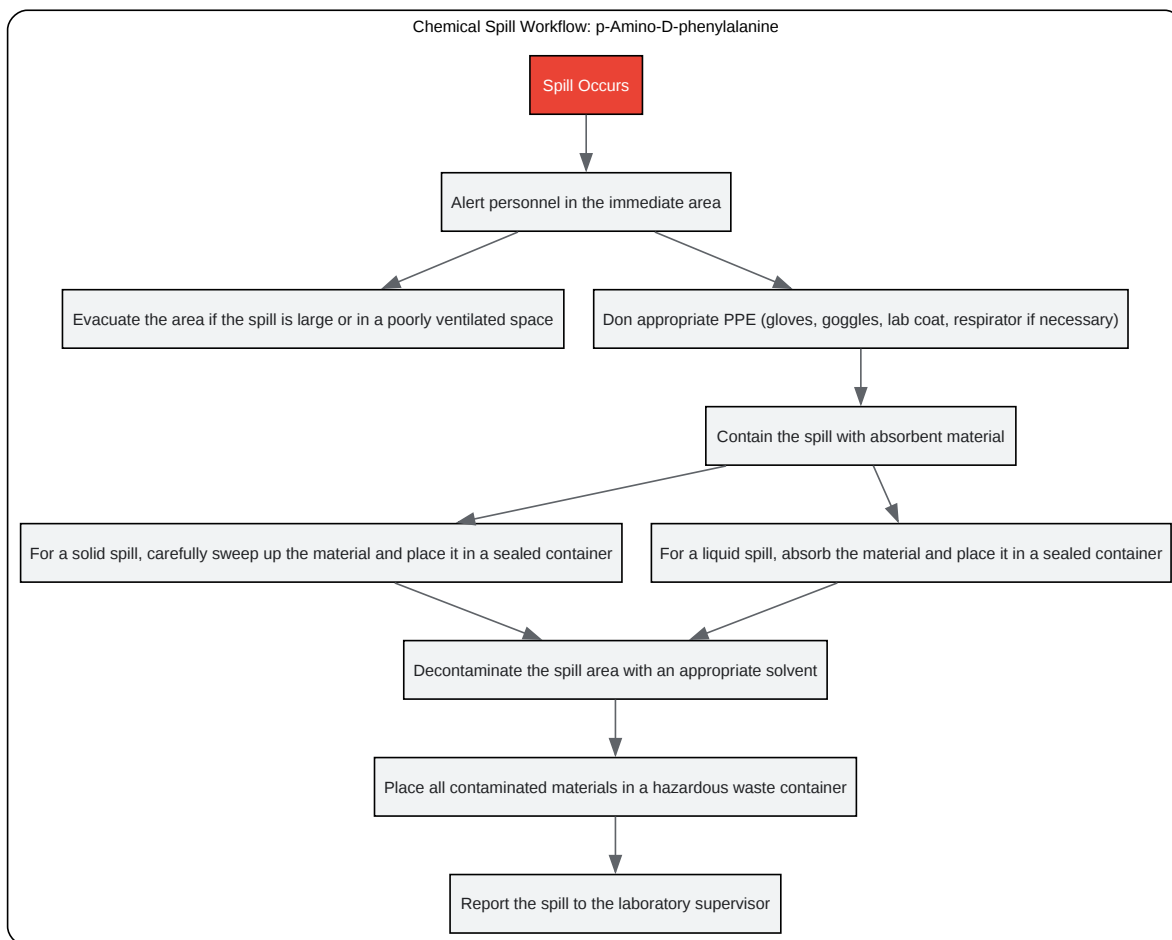 Chemical Spill Workflow: p-Amino-D-phenylalanine
Spill Occurs
Alert personnel in the immediate area
Evacuate the area if the spill is large or in a poorly ventilated space
Don appropriate PPE (gloves, goggles, lab coat, respirator if necessary)
Contain the spill with absorbent material
For a solid spill, carefully sweep up the material and place it in a sealed container
For a liquid spill, absorb the material and place it in a sealed container
Decontaminate the spill area with an appropriate solvent
Place all contaminated materials in a hazardous waste container
Report the spill to the laboratory supervisor